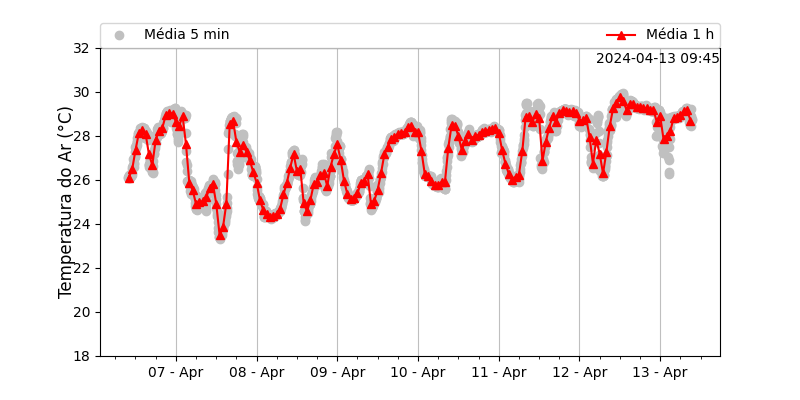 Média 5 min
Média 1 h
2024-04-13 09:45
Temperatura do Ar (°C)
32
30
28
26
24
22
20
18
07 - Apr
08 - Apr
09 - Apr
10 - Apr
11 - Apr
12 - Apr
13 - Apr